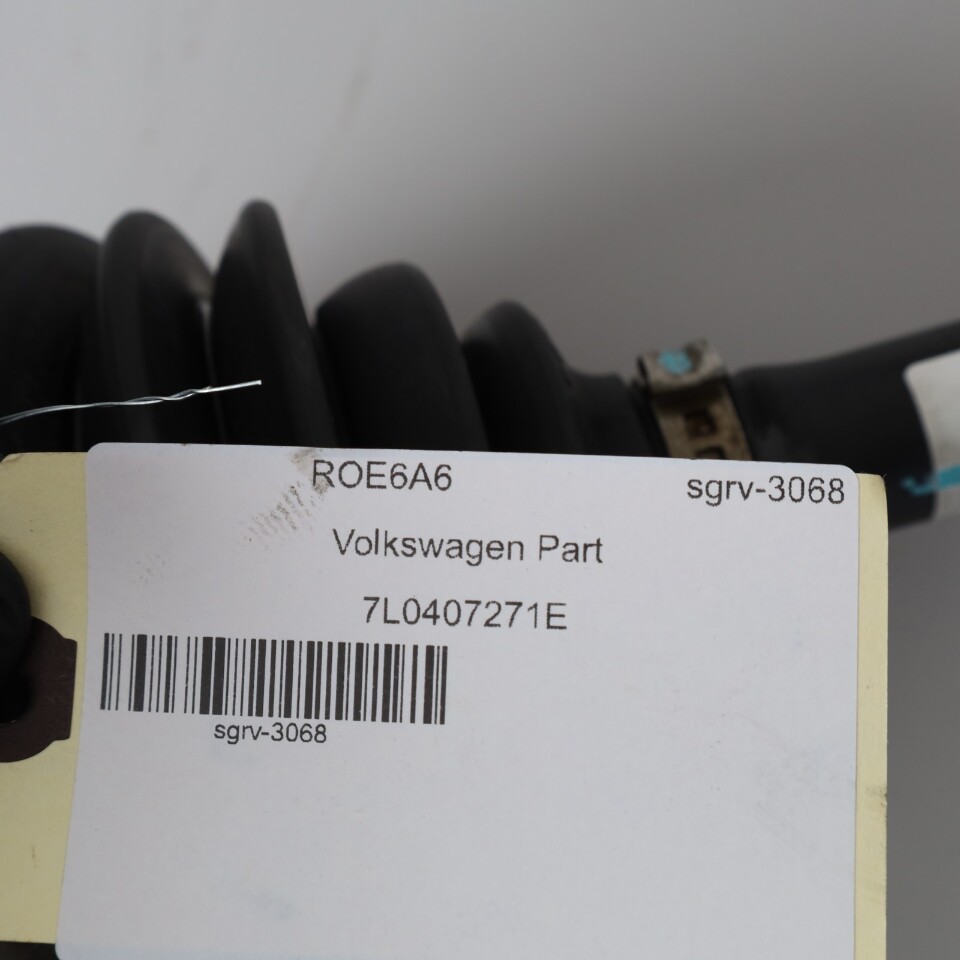 ROE6A6 sgrv-3068
Volkswagen Part
7L0407271E
sgrv-3068